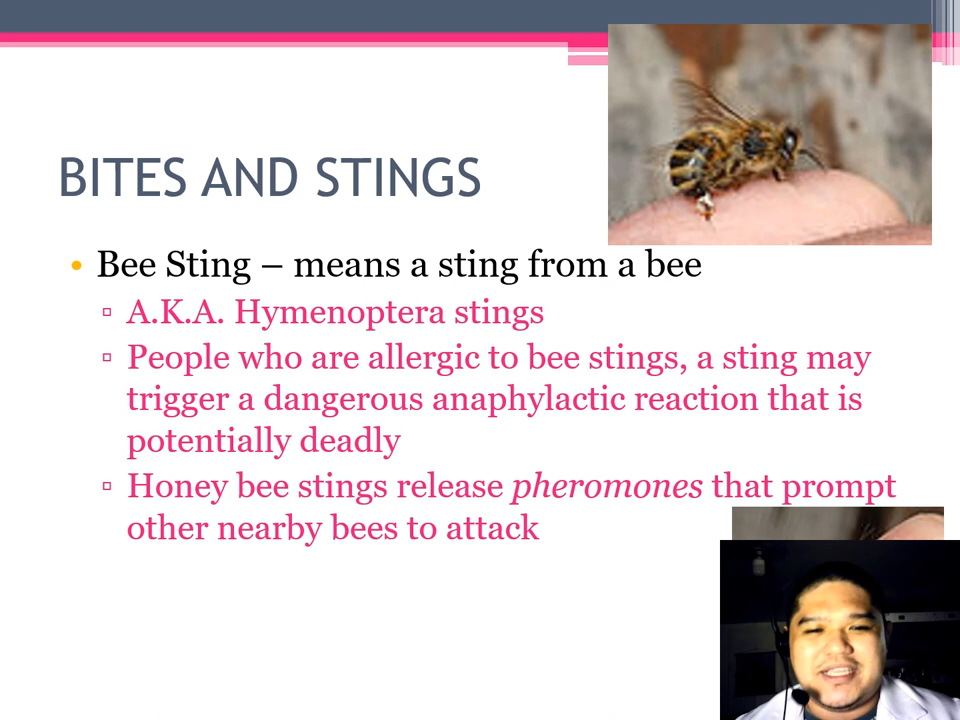 BITES AND STINGS
• Bee Sting – means a sting from a bee
▫ A.K.A. Hymenoptera stings
▫ People who are allergic to bee stings, a sting may
trigger a dangerous anaphylactic reaction that is
potentially deadly
▫ Honey bee stings release pheromones that prompt
other nearby bees to attack